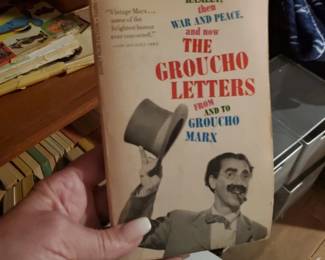 HAMLET,
then
WAR AND PEACE,
and now
THE
GROUCHO
LETTERS
FROM
AND TO
GROUCHO
MARX
"Vintage Marx...
some of the
brightest humor